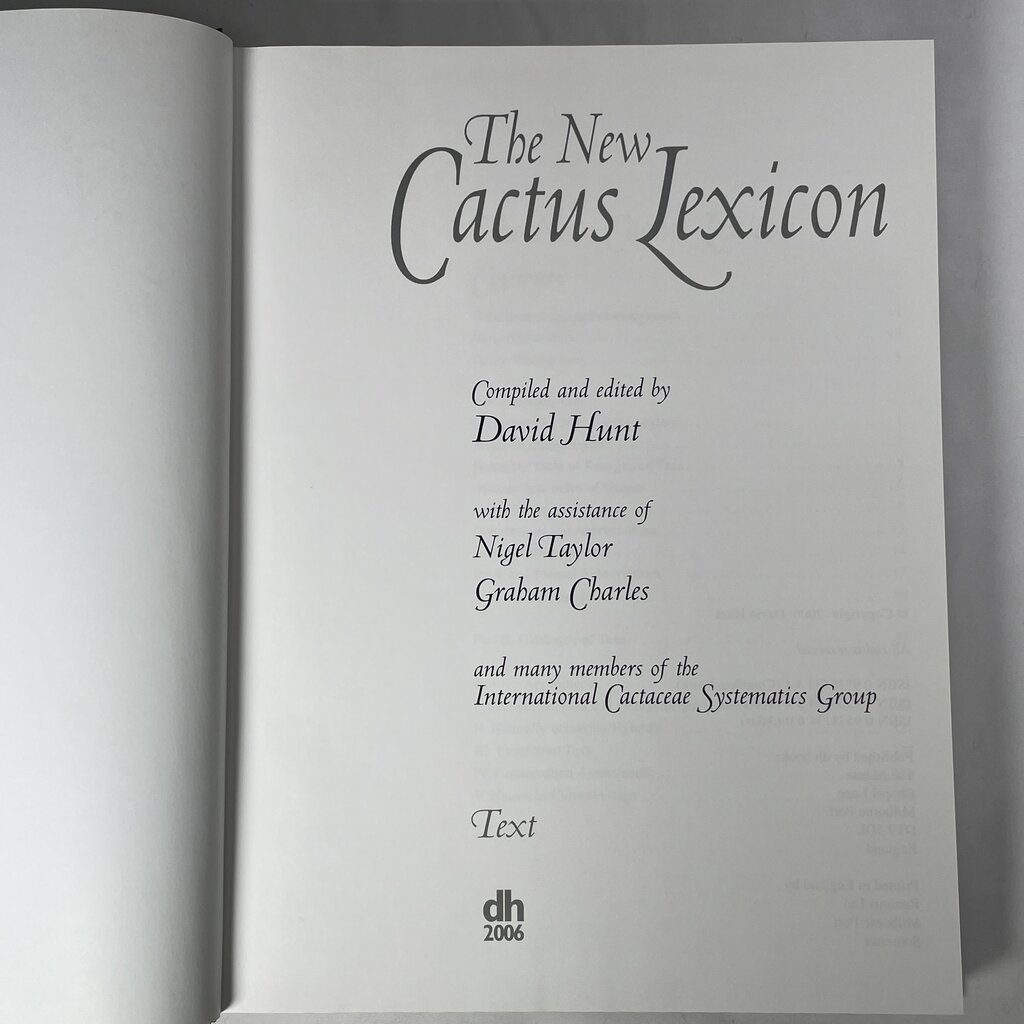 The New
Cactus Lexicon
Compiled and edited by
David Hunt
with the assistance of
Nigel Taylor
Graham Charles
and many members of the
International Cactaceae Systematics Group
Text
dh
2006